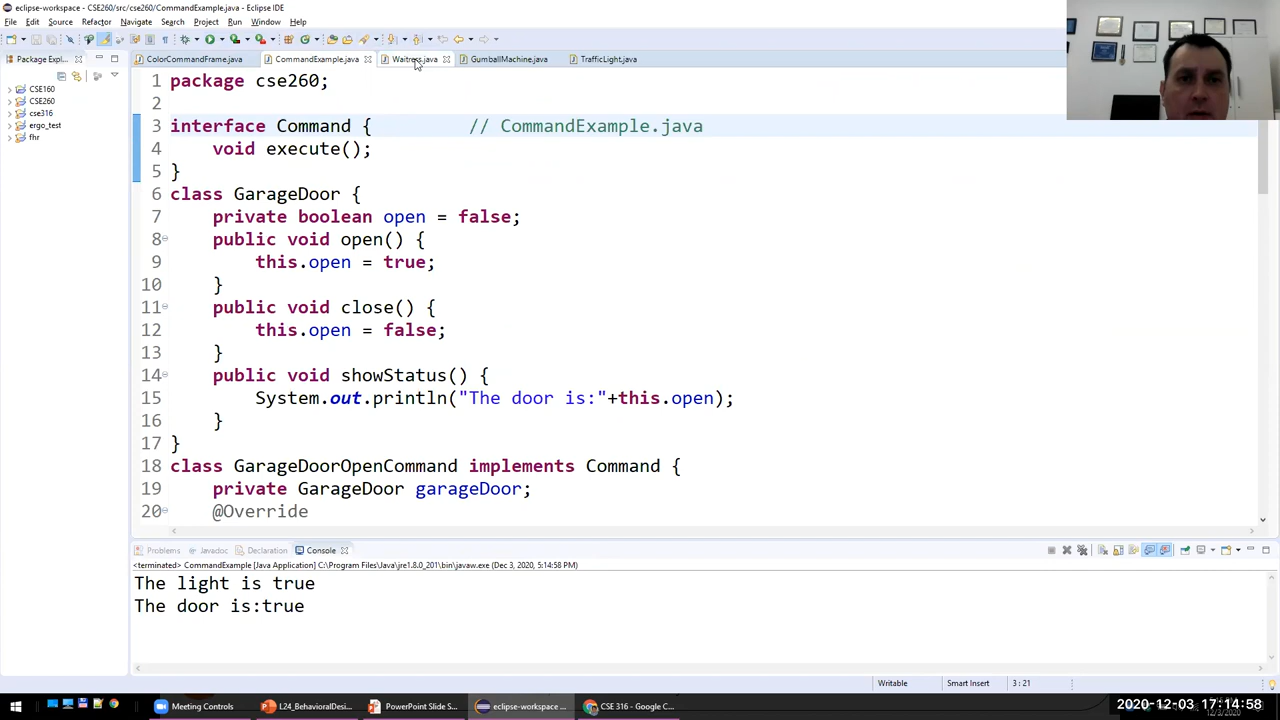 eclipse-workspace - CSE260/src/cse260/CommandExample.java - Eclipse IDE
File Edit Source Refactor Navigate Search Project Run Window Help
Package Expl...
ColorCommandFrame.java CommandExample.java Waitress.java GumballMachine.java TrafficLight.java
CSE160
CSE260
cse316
ergo_test
fhr
1 package cse260;
2
3 interface Command { // CommandExample.java
4 void execute();
5 }
6 class GarageDoor {
7 private boolean open = false;
8 public void open() {
9 this.open = true;
10 }
11 public void close() {
12 this.open = false;
13 }
14 public void showStatus() {
15 System.out.println("The door is:"+this.open);
16 }
17 }
18 class GarageDoorOpenCommand implements Command {
19 private GarageDoor garageDoor;
20 @Override
Problems Javadoc Declaration Console
<terminated> CommandExample [Java Application] C:\Program Files\Java\jre1.8.0_201\bin\javaw.exe (Dec 3, 2020, 5:14:58 PM)
The light is true
The door is:true
Writable Smart Insert 3 : 21
Meeting Controls L24_BehavioralDesi... PowerPoint Slide S... eclipse-workspace ... CSE 316 - Google C...
2020-12-03 17:14:58